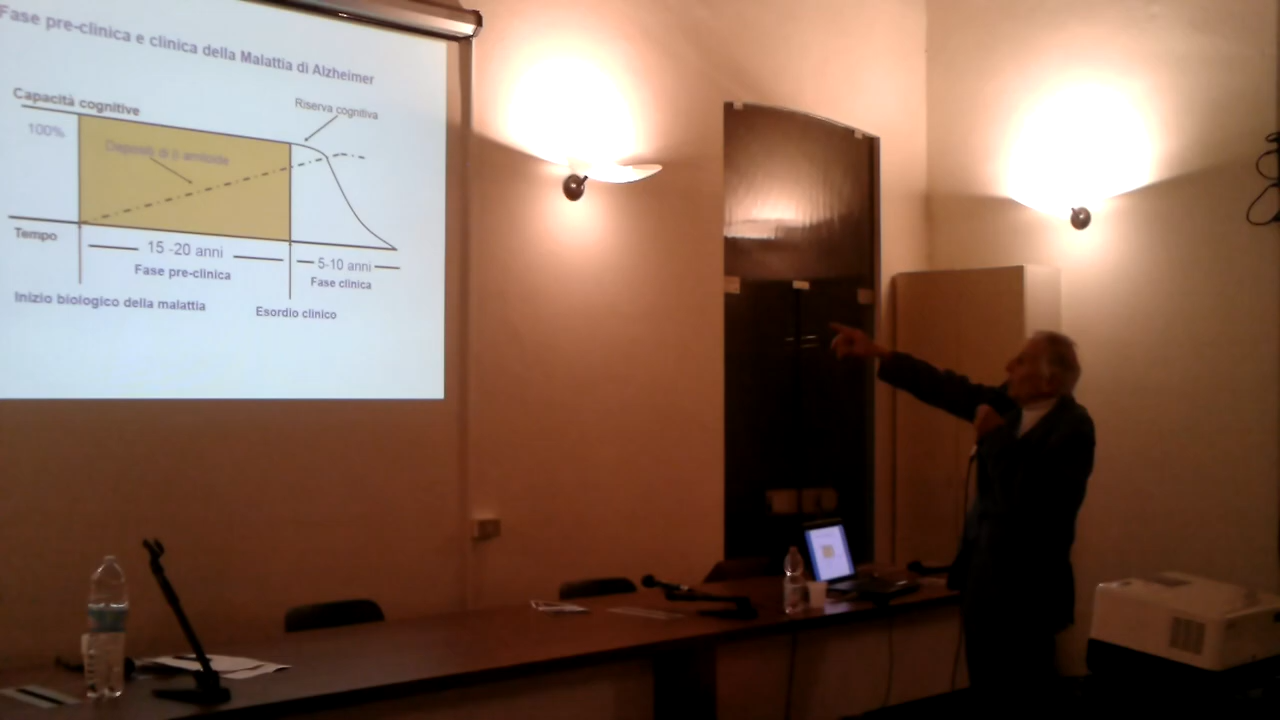 Fase pre-clinica e clinica della Malattia di Alzheimer
Capacità cognitive
Riserva cognitiva
100%
Depositi di β amiloide
Tempo
15 -20 anni
5-10 anni
Fase pre-clinica
Fase clinica
Inizio biologico della malattia
Esordio clinico